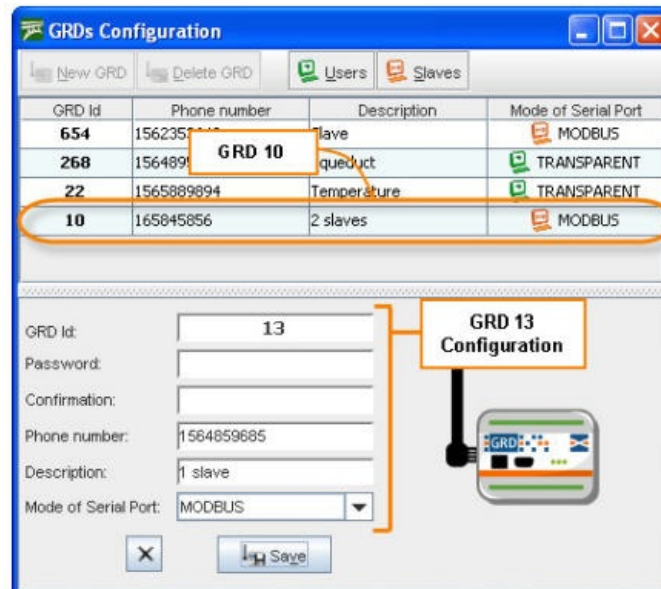 GRDs Configuration
New GRD Delete GRD Users Slaves
GRD Id Phone number Description Mode of Serial Port
654 MODBUS
268 TRANSPARENT
GRD 10
22 1565889894 Temperature TRANSPARENT
10 165845856 2 slaves MODBUS
GRD Id: 13
GRD 13
Configuration
Password:
Confirmation:
Phone number: 1564859685
Description: 1 slave
Mode of Serial Port: MODBUS
GRD
Save